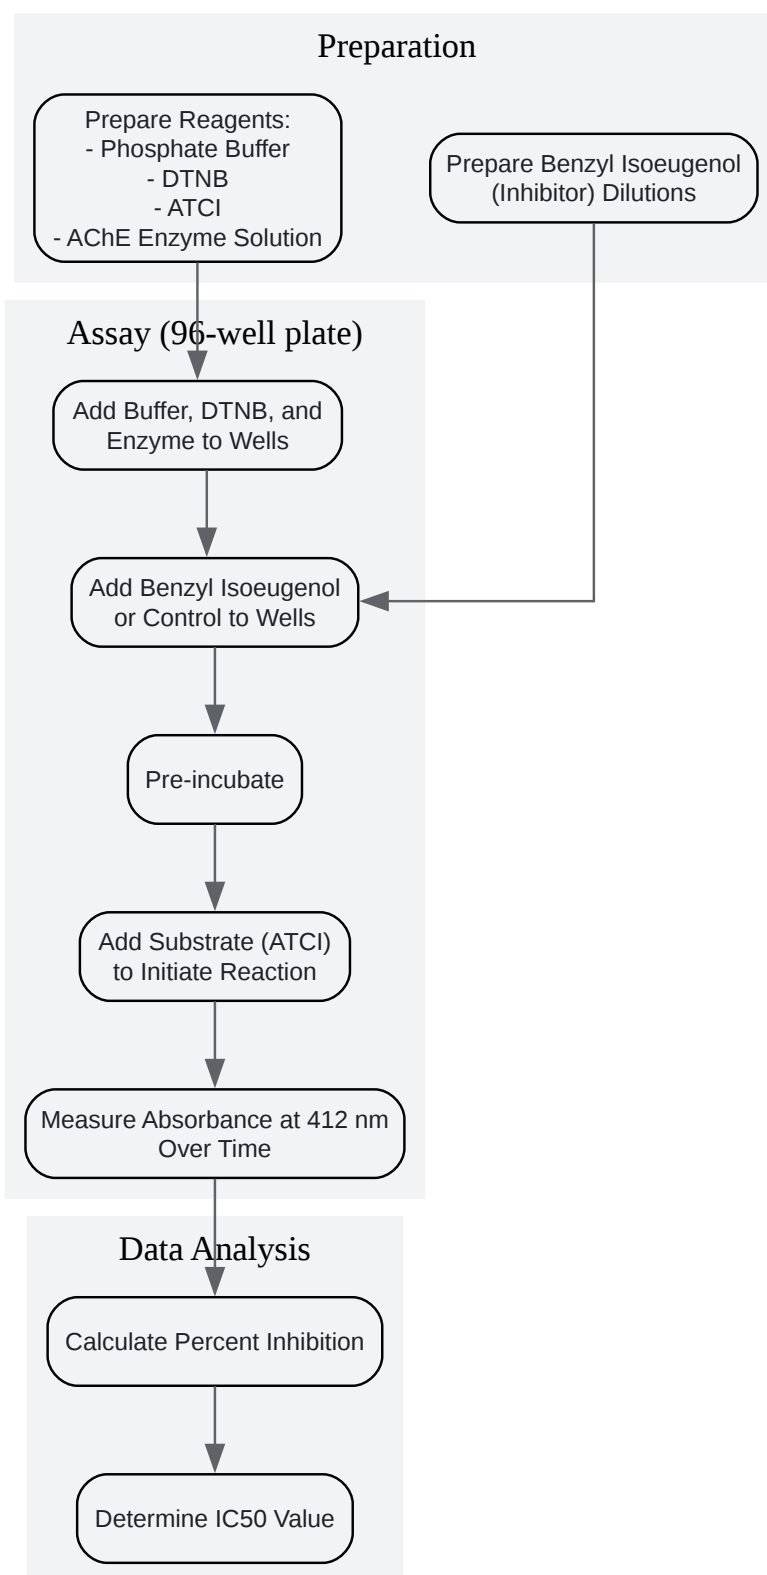 Preparation
Prepare Reagents:
- Phosphate Buffer
- DTNB
- ATCI
- AChE Enzyme Solution
Prepare Benzyl Isoeugenol
(Inhibitor) Dilutions
Assay (96-well plate)
Add Buffer, DTNB, and
Enzyme to Wells
Add Benzyl Isoeugenol
or Control to Wells
Pre-incubate
Add Substrate (ATCI)
to Initiate Reaction
Measure Absorbance at 412 nm
Over Time
Data Analysis
Calculate Percent Inhibition
Determine IC50 Value